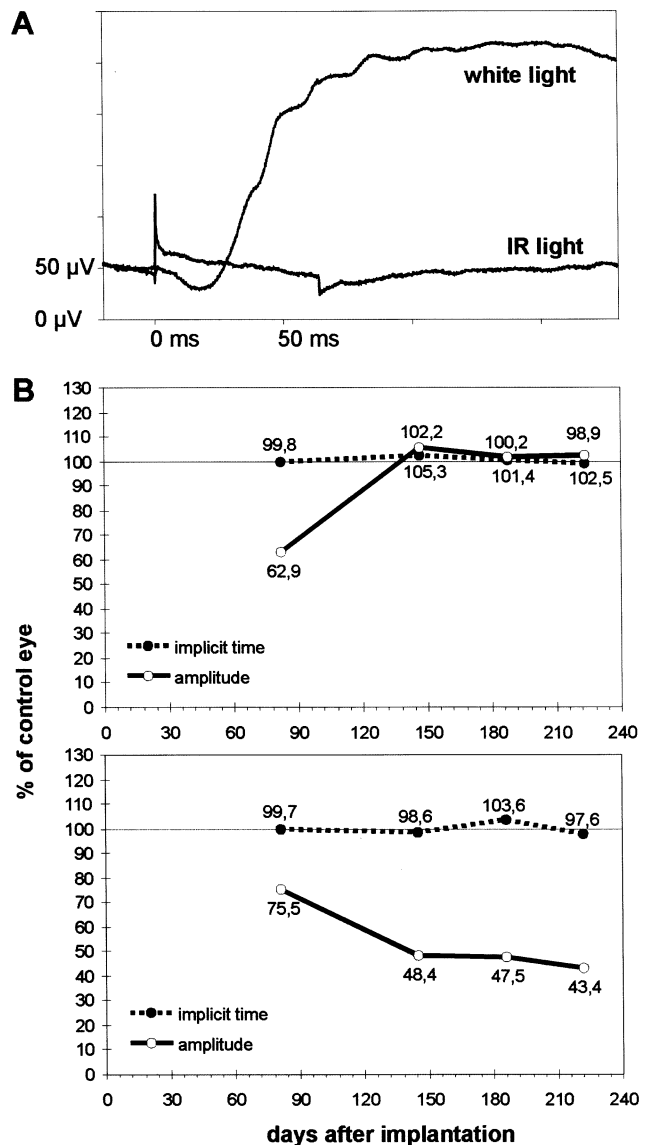 A
white light
IR light
50 µV
0 µV
0 ms 50 ms
B
% of control eye
130
120
110
100
90
80
70
60
50
40
30
20
10
0
99,8
102,2
100,2
98,9
105,3
101,4
102,5
62,9
implicit time
amplitude
0 30 60 90 120 150 180 210 240
130
120
110
100
90
80
70
60
50
40
30
20
10
0
99,7
98,6
103,6
97,6
75,5
48,4
47,5
43,4
implicit time
amplitude
0 30 60 90 120 150 180 210 240
days after implantation